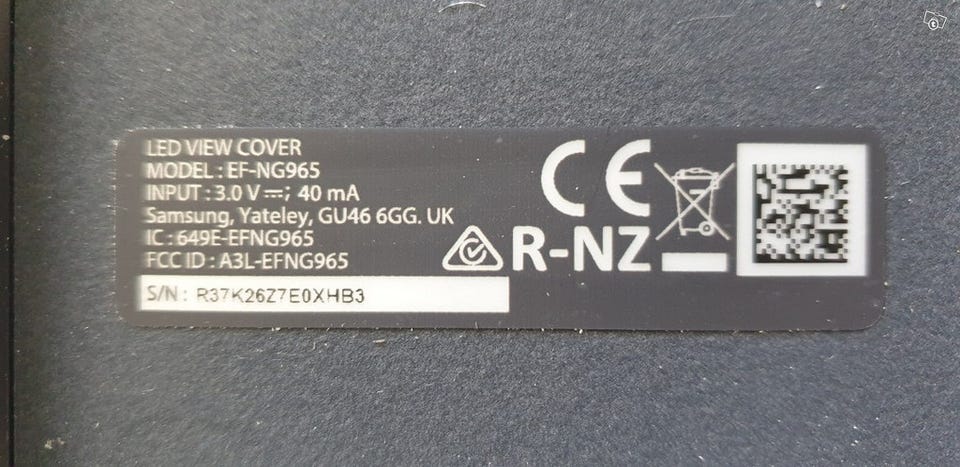 LED VIEW COVER
MODEL : EF-NG965
INPUT : 3.0 V ⎓; 40 mA
Samsung, Yateley, GU46 6GG. UK
IC : 649E-EFNG965
FCC ID : A3L-EFNG965
S/N : R37K26Z7E0XHB3
CE
R-NZ
t